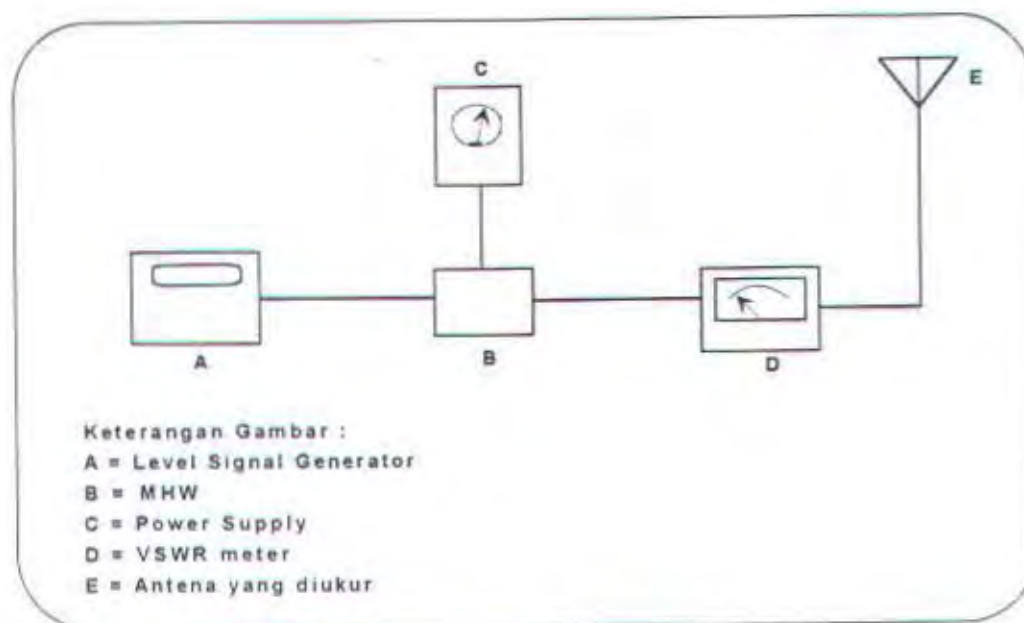 C
E
A
B
D
Keterangan Gambar :
A = Level Signal Generator
B = MHW
C = Power Supply
D = VSWR meter
E = Antena yang diukur